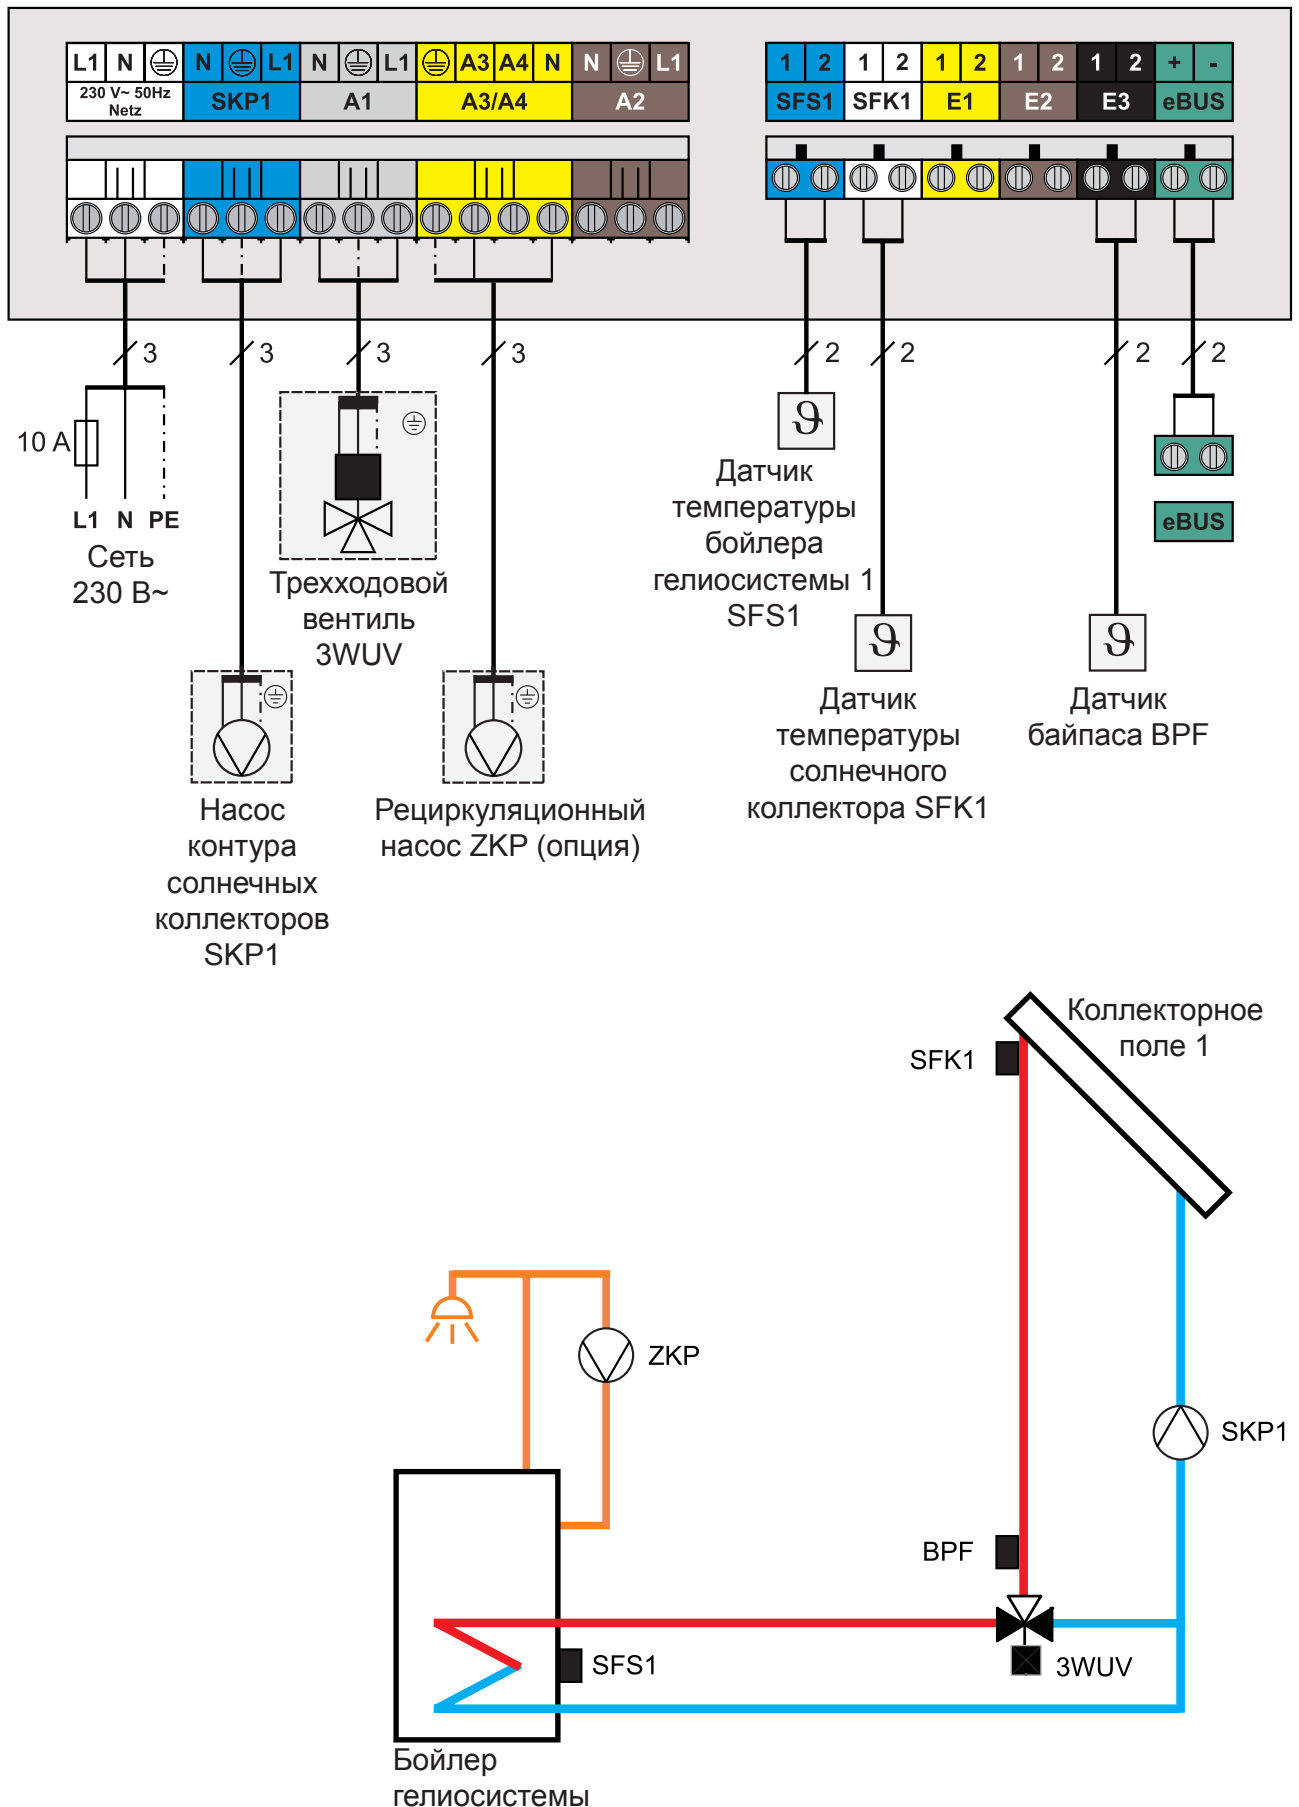 L1 N N L1 N L1 A3 A4 N N L1 1 2 1 2 1 2 1 2 1 2 + -
230 V~ 50Hz
Netz
SKP1 A1 A3/A4 A2 SFS1 SFK1 E1 E2 E3 eBUS
3 3 3 3 2 2 2 2
10 A
L1 N PE
Сеть
230 В~
Трехходовой
вентиль
3WUV
Датчик
температуры
бойлера
гелиосистемы 1
SFS1
eBUS
Датчик
температуры
солнечного
коллектора SFK1
Датчик
байпаса BPF
Насос
контура
солнечных
коллекторов
SKP1
Рециркуляционный
насос ZKP (опция)
Коллекторное
поле 1
SFK1
ZKP
SKP1
BPF
SFS1
3WUV
Бойлер
гелиосистемы